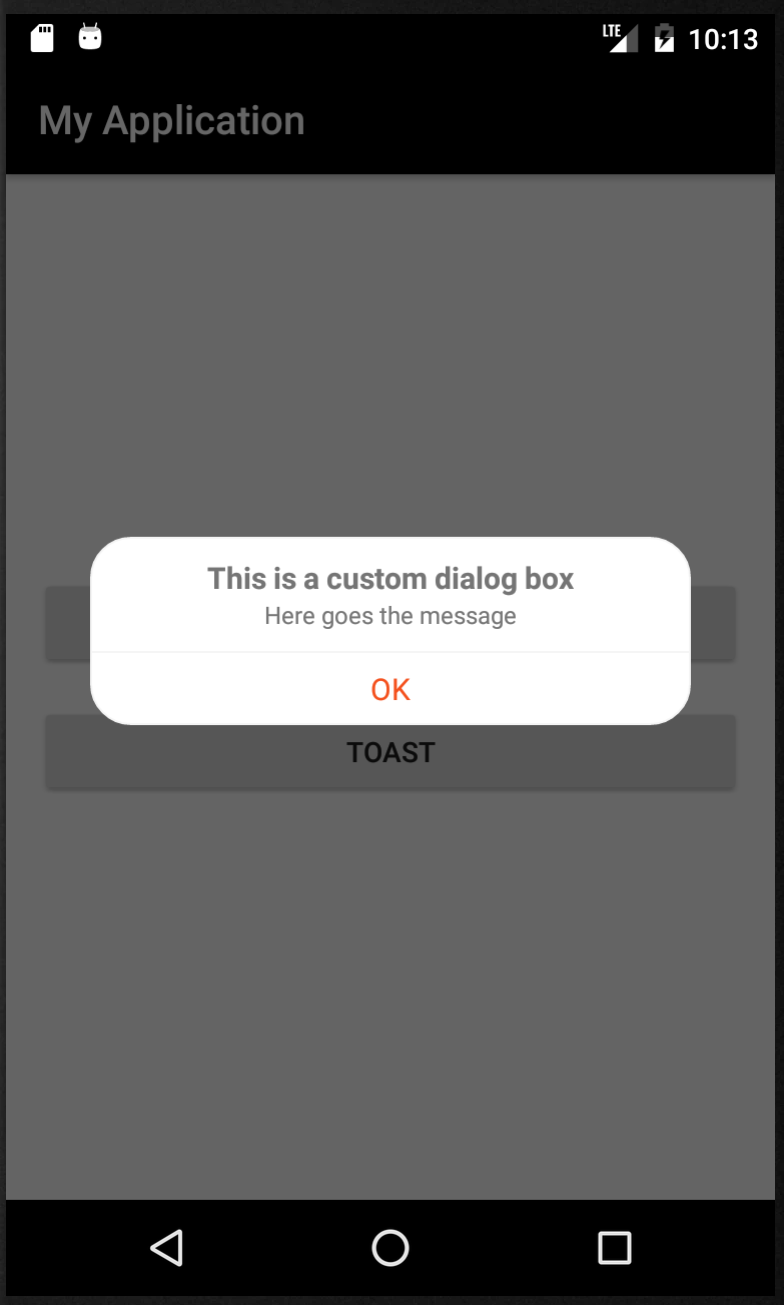 LTE 10:13
My Application
This is a custom dialog box
Here goes the message
OK
TOAST